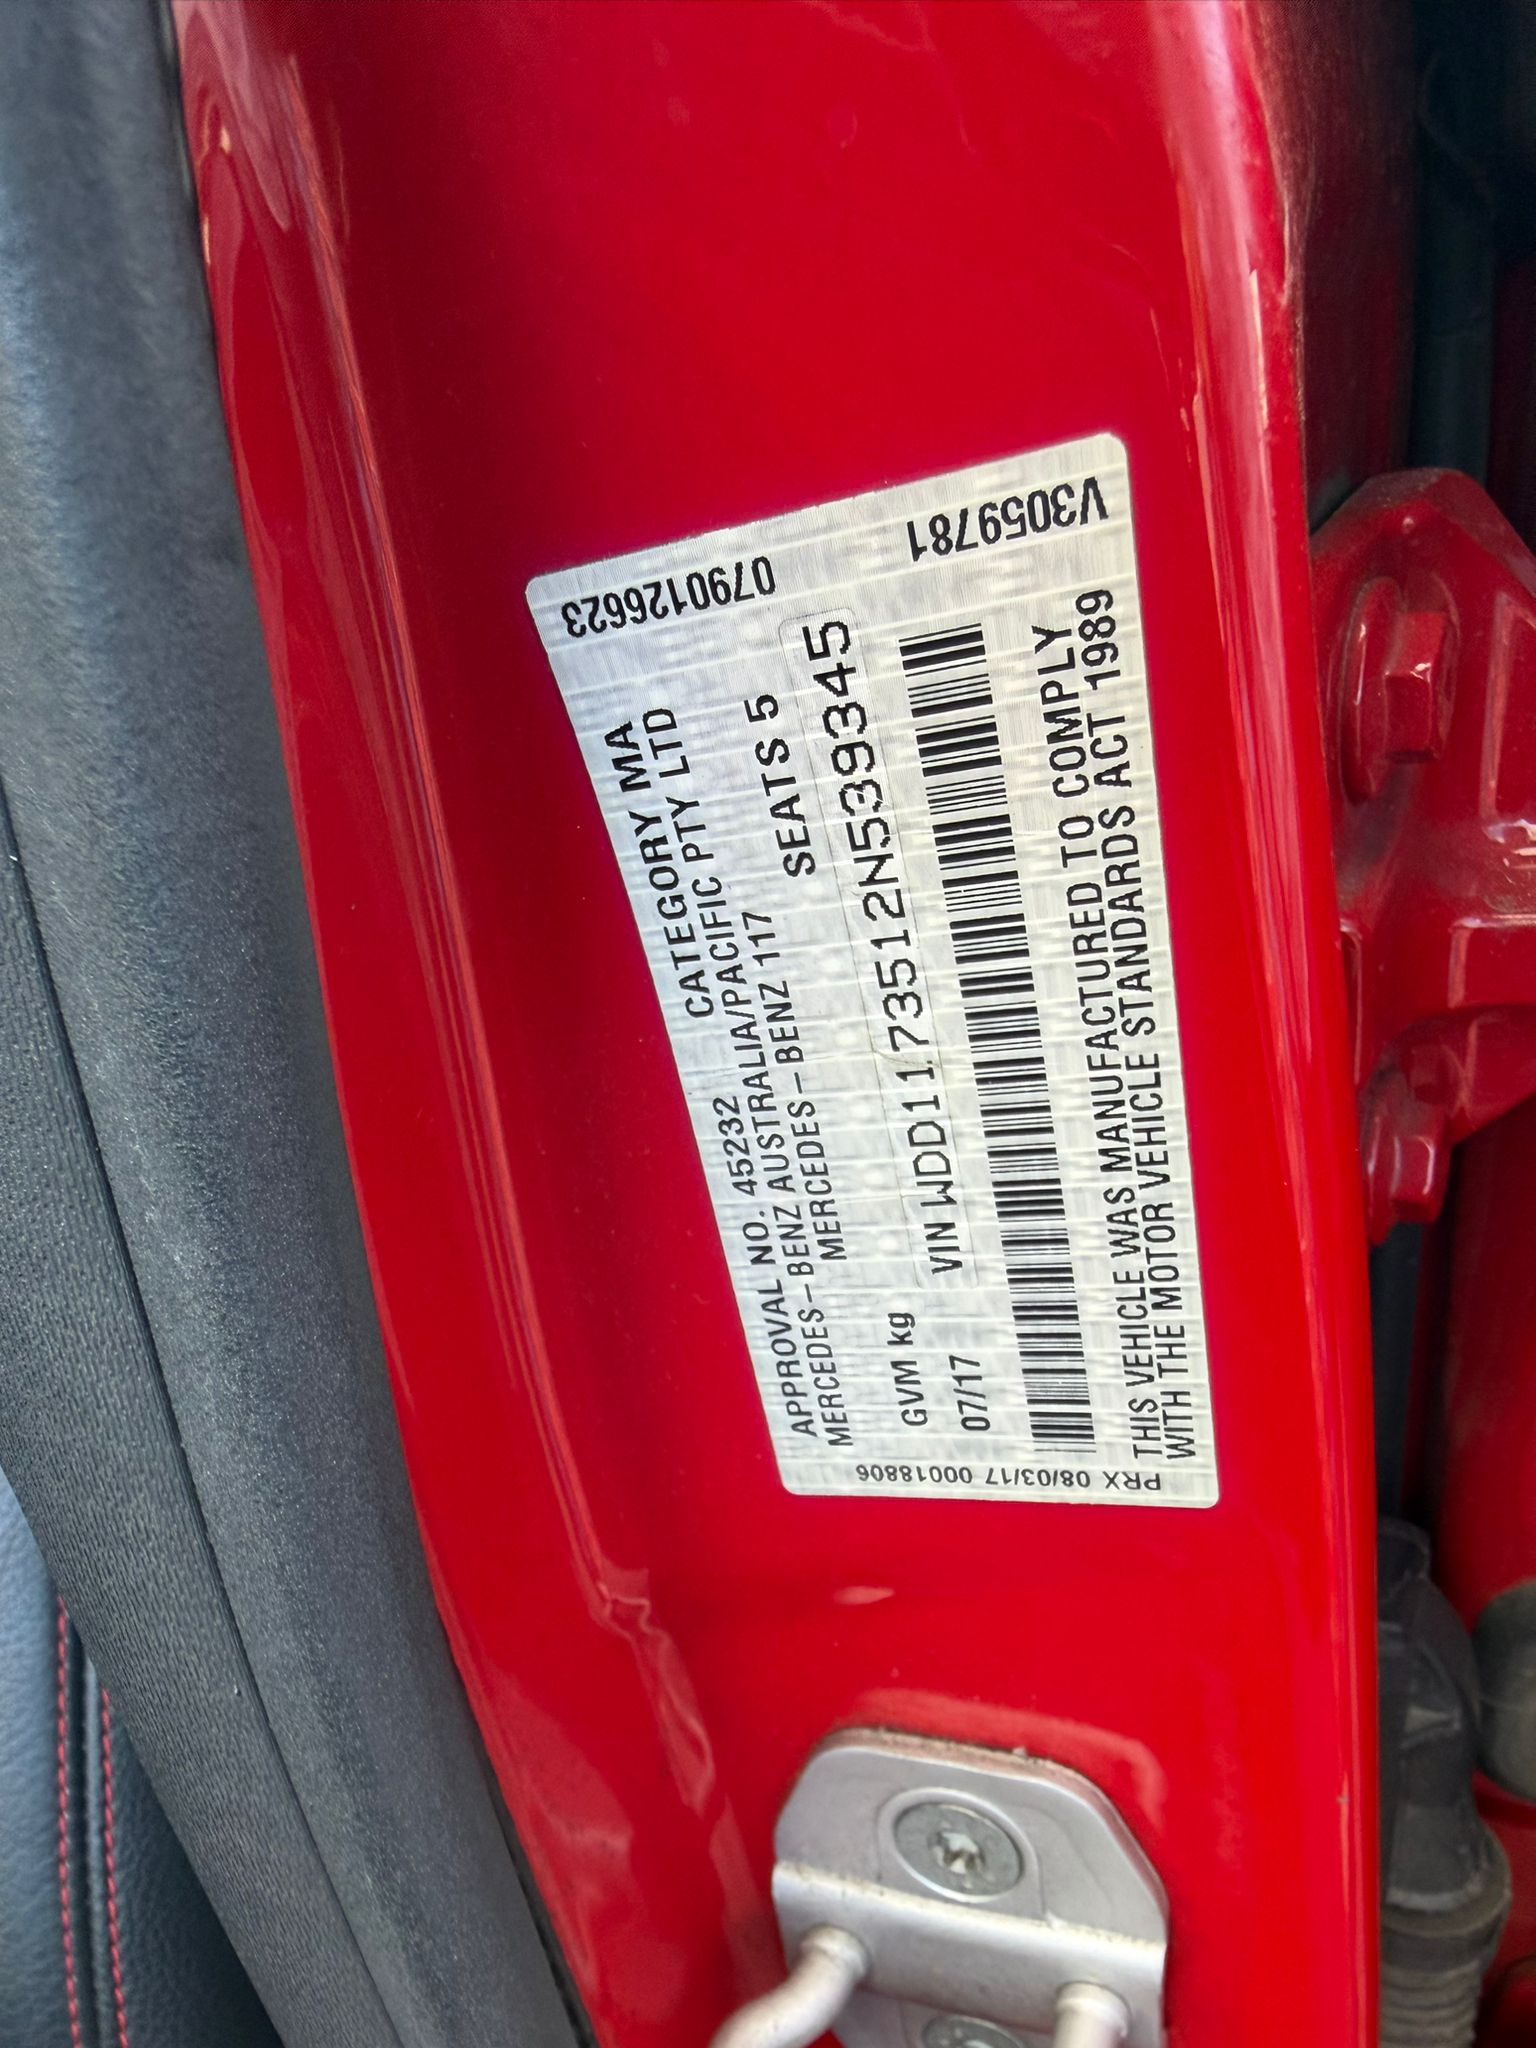 APPROVAL NO. 45232 CATEGORY MA
MERCEDES-BENZ AUSTRALIA/PACIFIC PTY LTD
MERCEDES-BENZ 117
GVM kg SEATS 5
07/17 VIN WDD1173512N539345
THIS VEHICLE WAS MANUFACTURED TO COMPLY
WITH THE MOTOR VEHICLE STANDARDS ACT 1989
PRX 08/03/17 00018806
V3059781 0790126623